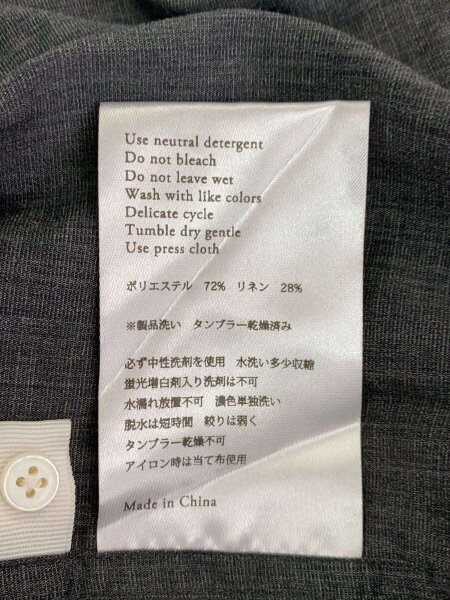 Use neutral detergent
Do not bleach
Do not leave wet
Wash with like colors
Delicate cycle
Tumble dry gentle
Use press cloth
ポリエステル 72% リネン 28%
※製品洗い タンブラー乾燥済み
必ず中性洗剤を使用 水洗い多少収縮
蛍光増白剤入り洗剤は不可
水濡れ放置不可 濃色単独洗い
脱水は短時間 絞りは弱く
タンブラー乾燥不可
アイロン時は当て布使用
Made in China